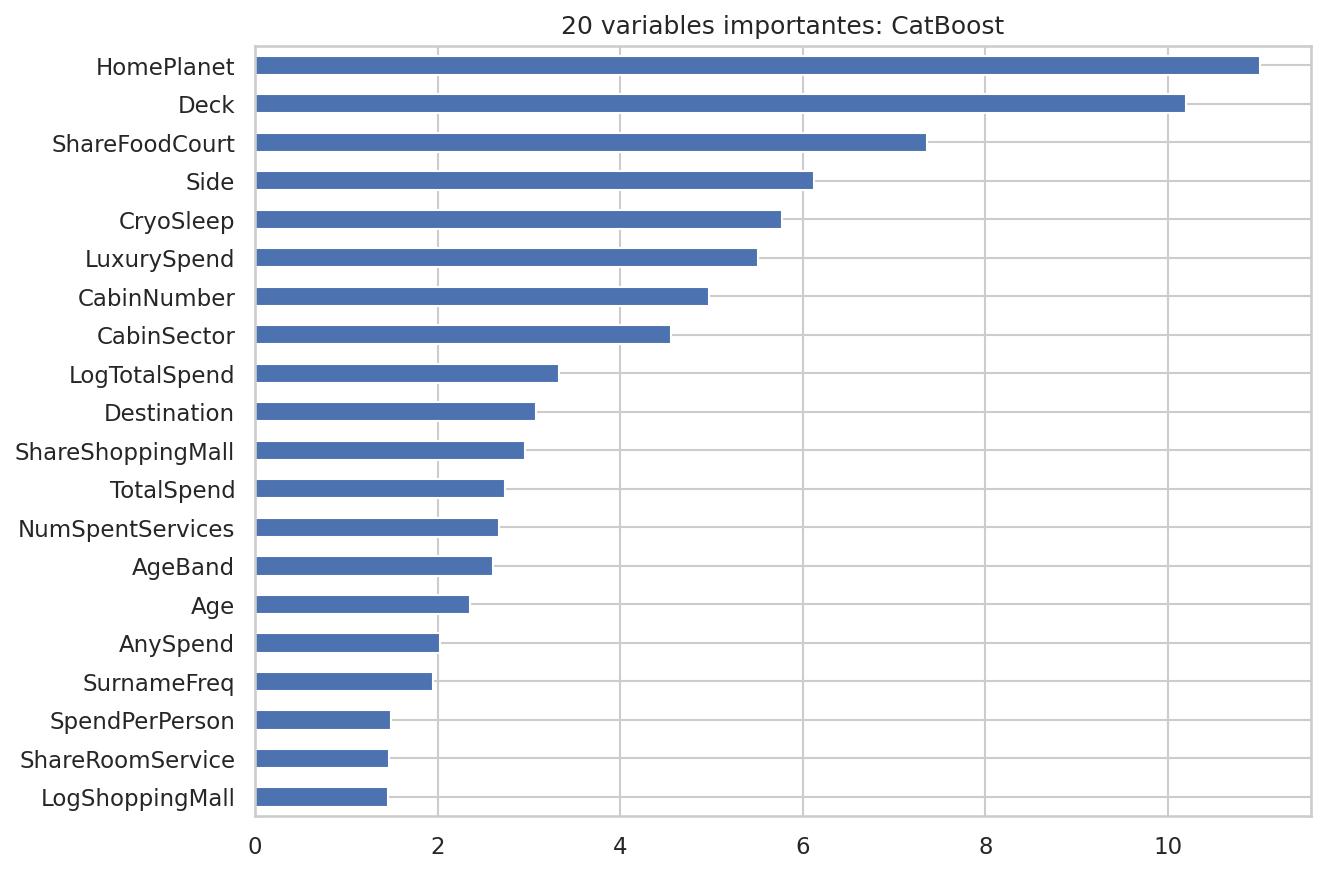 20 variables importantes: CatBoost
HomePlanet
Deck
ShareFoodCourt
Side
CryoSleep
LuxurySpend
CabinNumber
CabinSector
LogTotalSpend
Destination
ShareShoppingMall
TotalSpend
NumSpentServices
AgeBand
Age
AnySpend
SurnameFreq
SpendPerPerson
ShareRoomService
LogShoppingMall
0 2 4 6 8 10